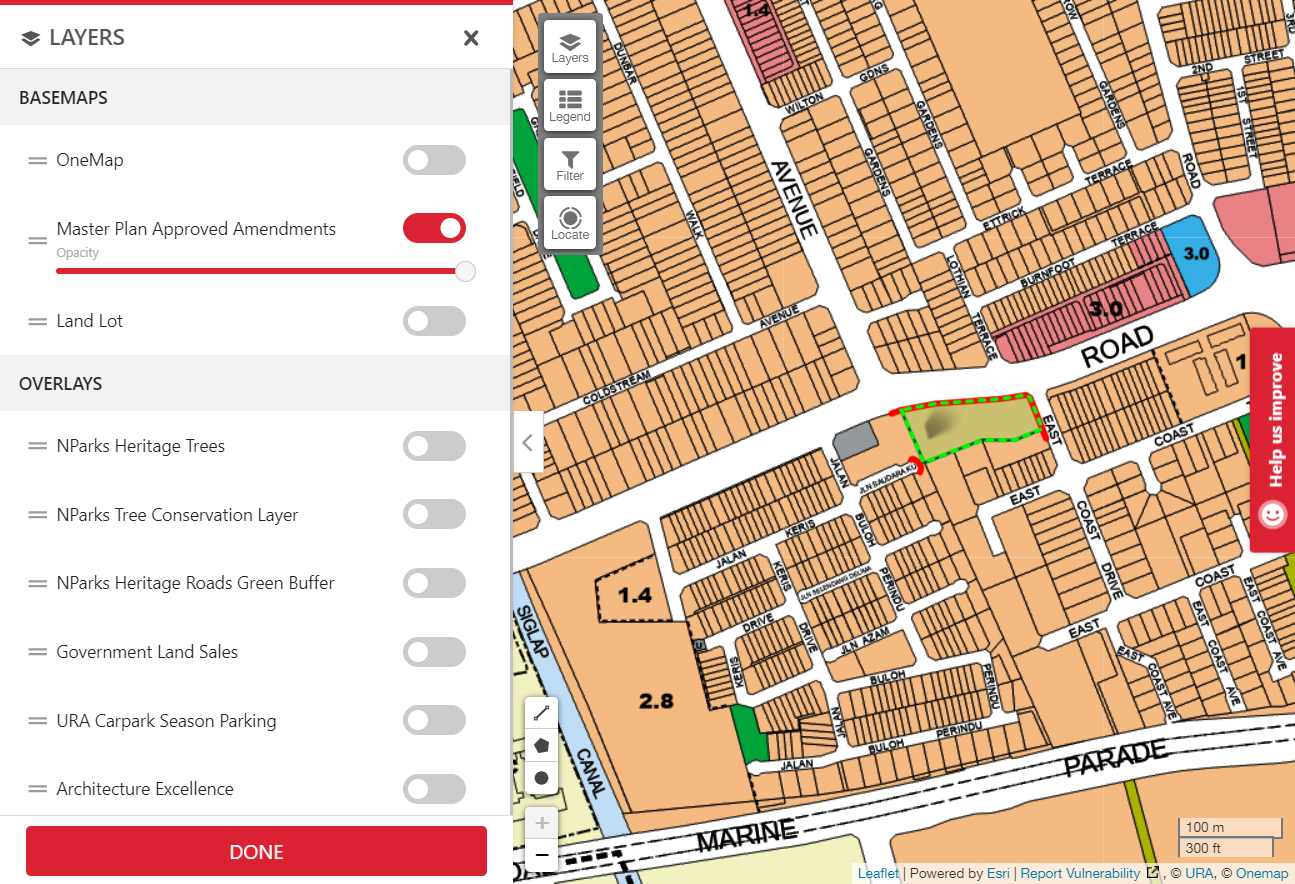 LAYERS
BASEMAPS
OneMap
Master Plan Approved Amendments
Opacity
Land Lot
OVERLAYS
NParks Heritage Trees
NParks Tree Conservation Layer
NParks Heritage Roads Green Buffer
Government Land Sales
URA Carpark Season Parking
Architecture Excellence
DONE
Layers
Legend
Filter
Locate
1.4
DUNBAR
WALK
WILTON
GDNS
GARDENS
GARDENS
GARDENS
ROW
2ND
STREET
1ST
STREET
3RD
AVENUE
TERRACE
ROAD
ETTRICK
TERRACE
BURNFOOT
LOTHIAN
TERRACE
3.0
3.0
ROAD
AVENUE
COLDSTREAM
EAST
COAST
JALAN
JLN SAUDARA KU
EAST
COAST
DRIVE
KERIS
JALAN
BULOH
KERIS
JLN SELENDANG DELIMA
PERINDU
DRIVE
DRIVE
JLN AZAM
KERIS
BULOH
PERINDU
JALAN
BULOH
PERINDU
JALAN
1.4
2.8
SIGLAP
CANAL
COAST
EAST
EAST
COAST
AVE
EAST
COAST
AVE
EAST
COAST
AVE
MARINE
PARADE
Help us improve
100 m
300 ft
Leaflet | Powered by Esri | Report Vulnerability , © URA, © Onemap